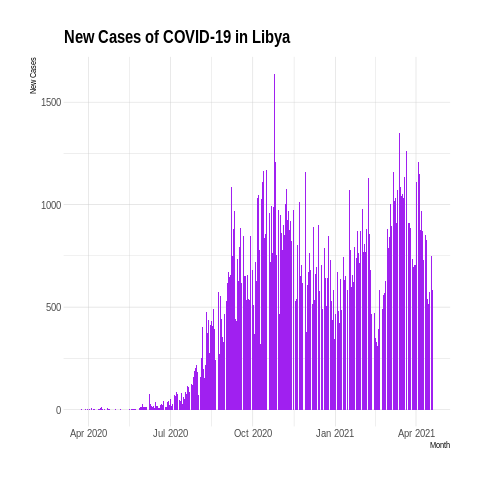 New Cases of COVID-19 in Libya
New Cases
1500
1000
500
0
Apr 2020 Jul 2020 Oct 2020 Jan 2021 Apr 2021
Month